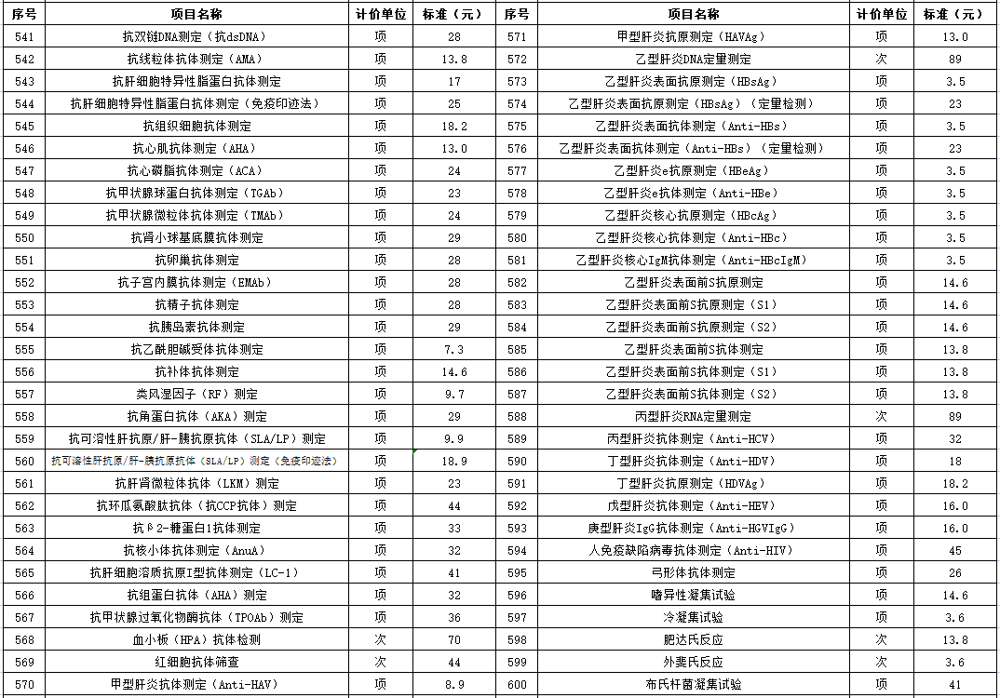 序号 项目名称 计价单位 标准（元） 序号 项目名称 计价单位 标准（元）
541 抗双链DNA测定（抗dsDNA） 项 28 571 甲型肝炎抗原测定（HAVAg） 项 13.0
542 抗线粒体抗体测定（AMA） 项 13.8 572 乙型肝炎DNA定量测定 次 89
543 抗肝细胞特异性脂蛋白抗体测定 项 17 573 乙型肝炎表面抗原测定（HBsAg） 项 3.5
544 抗肝细胞特异性脂蛋白抗体测定（免疫印迹法） 项 25 574 乙型肝炎表面抗原测定（HBsAg）（定量检测） 项 23
545 抗组织细胞抗体测定 项 18.2 575 乙型肝炎表面抗体测定（Anti-HBs） 项 3.5
546 抗心肌抗体测定（AHA） 项 13.0 576 乙型肝炎表面抗体测定（Anti-HBs）（定量检测） 项 23
547 抗心磷脂抗体测定（ACA） 项 24 577 乙型肝炎e抗原测定（HBeAg） 项 3.5
548 抗甲状腺球蛋白抗体测定（TGAb） 项 23 578 乙型肝炎e抗体测定（Anti-HBe） 项 3.5
549 抗甲状腺微粒体抗体测定（TMAb） 项 24 579 乙型肝炎核心抗原测定（HBcAg） 项 3.5
550 抗肾小球基底膜抗体测定 项 29 580 乙型肝炎核心抗体测定（Anti-HBc） 项 3.5
551 抗卵巢抗体测定 项 28 581 乙型肝炎核心IgM抗体测定（Anti-HBcIgM） 项 3.5
552 抗子宫内膜抗体测定（EMAb） 项 28 582 乙型肝炎表面前S抗原测定 项 14.6
553 抗精子抗体测定 项 28 583 乙型肝炎表面前S抗原测定（S1） 项 14.6
554 抗胰岛素抗体测定 项 29 584 乙型肝炎表面前S抗原测定（S2） 项 14.6
555 抗乙酰胆碱受体抗体测定 项 7.3 585 乙型肝炎表面前S抗体测定 项 13.8
556 抗补体抗体测定 项 14.6 586 乙型肝炎表面前S抗体测定（S1） 项 13.8
557 类风湿因子（RF）测定 项 9.7 587 乙型肝炎表面前S抗体测定（S2） 项 13.8
558 抗角蛋白抗体（AKA）测定 项 29 588 丙型肝炎RNA定量测定 次 89
559 抗可溶性肝抗原/肝-胰抗原抗体（SLA/LP）测定 项 9.9 589 丙型肝炎抗体测定（Anti-HCV） 项 32
560 抗可溶性肝抗原/肝-胰抗原抗体（SLA/LP）测定（免疫印迹法） 项 18.9 590 丁型肝炎抗体测定（Anti-HDV） 项 18
561 抗肝肾微粒体抗体（LKM）测定 项 23 591 丁型肝炎抗原测定（HDVAg） 项 18.2
562 抗环瓜氨酸肽抗体（抗CCP抗体）测定 项 44 592 戊型肝炎抗体测定（Anti-HEV） 项 16.0
563 抗β2-糖蛋白1抗体测定 项 33 593 庚型肝炎IgG抗体测定（Anti-HGVIgG） 项 16.0
564 抗核小体抗体测定（AnuA） 项 32 594 人免疫缺陷病毒抗体测定（Anti-HIV） 项 45
565 抗肝细胞溶质抗原I型抗体测定（LC-1） 项 41 595 弓形体抗体测定 项 26
566 抗组蛋白抗体（AHA）测定 项 32 596 嗜异性凝集试验 项 14.6
567 抗甲状腺过氧化物酶抗体（TPOAb）测定 项 36 597 冷凝集试验 项 3.6
568 血小板（HPA）抗体检测 次 70 598 肥达氏反应 次 13.8
569 红细胞抗体筛查 次 44 599 外斐氏反应 次 3.6
570 甲型肝炎抗体测定（Anti-HAV） 项 8.9 600 布氏杆菌凝集试验 项 41